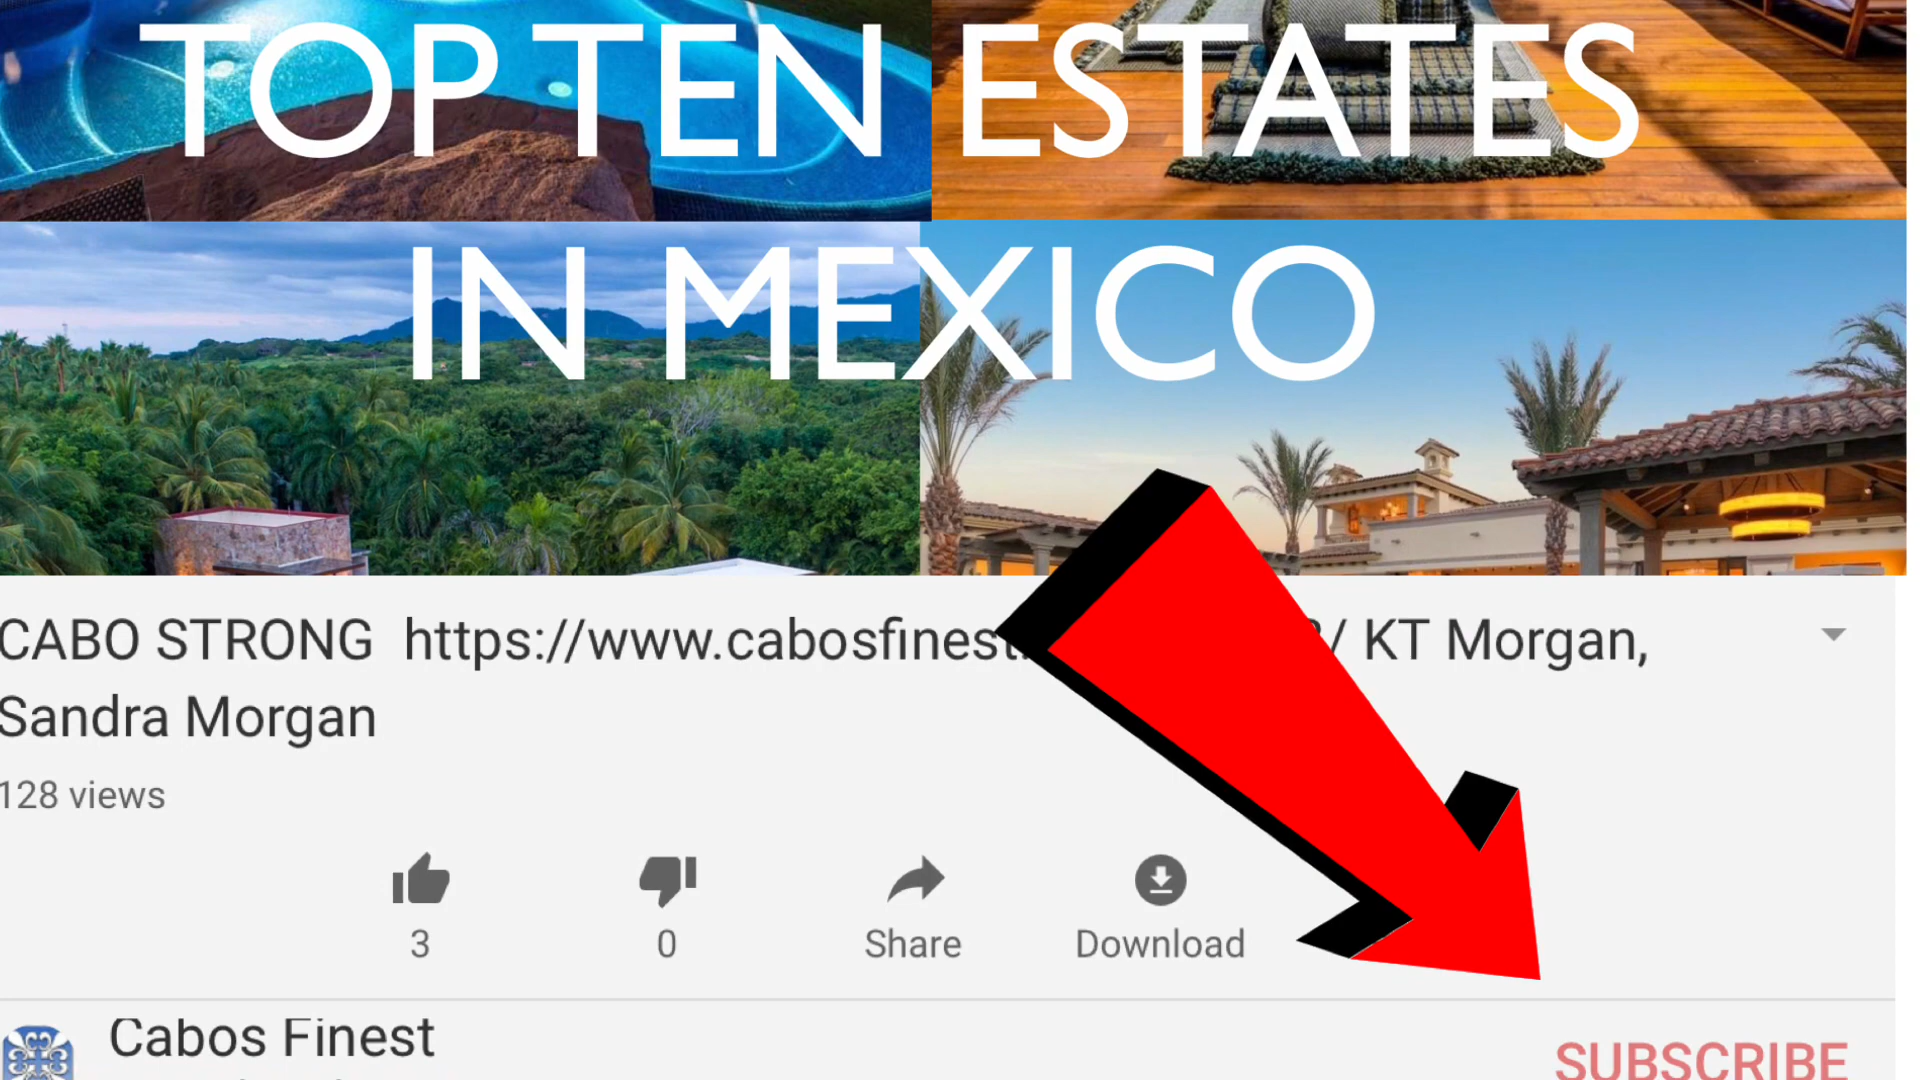 TOP TEN ESTATES
IN MEXICO
CABO STRONG https://www.cabosfinest / KT Morgan,
Sandra Morgan
128 views
3 0 Share Download
Cabos Finest
SUBSCRIBE